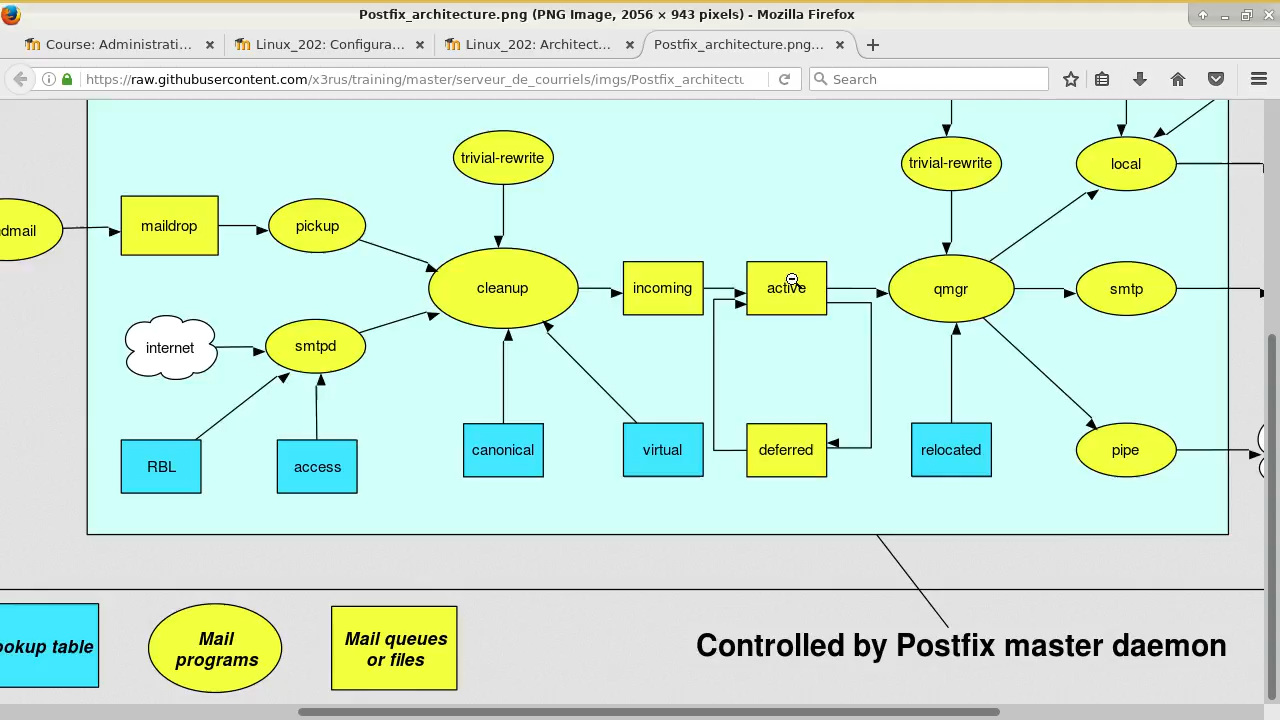 Postfix_architecture.png (PNG Image, 2056 × 943 pixels) - Mozilla Firefox
Course: Administrati...
Linux_202: Configura...
Linux_202: Architect...
Postfix_architecture.png...
https://raw.githubusercontent.com/x3rus/training/master/serveur_de_courriels/imgs/Postfix_architectu
Search
trivial-rewrite
trivial-rewrite
local
maildrop
pickup
dmail
cleanup
incoming
active
qmgr
smtp
internet
smtpd
RBL
access
canonical
virtual
deferred
relocated
pipe
ookup table
Mail
programs
Mail queues
or files
Controlled by Postfix master daemon